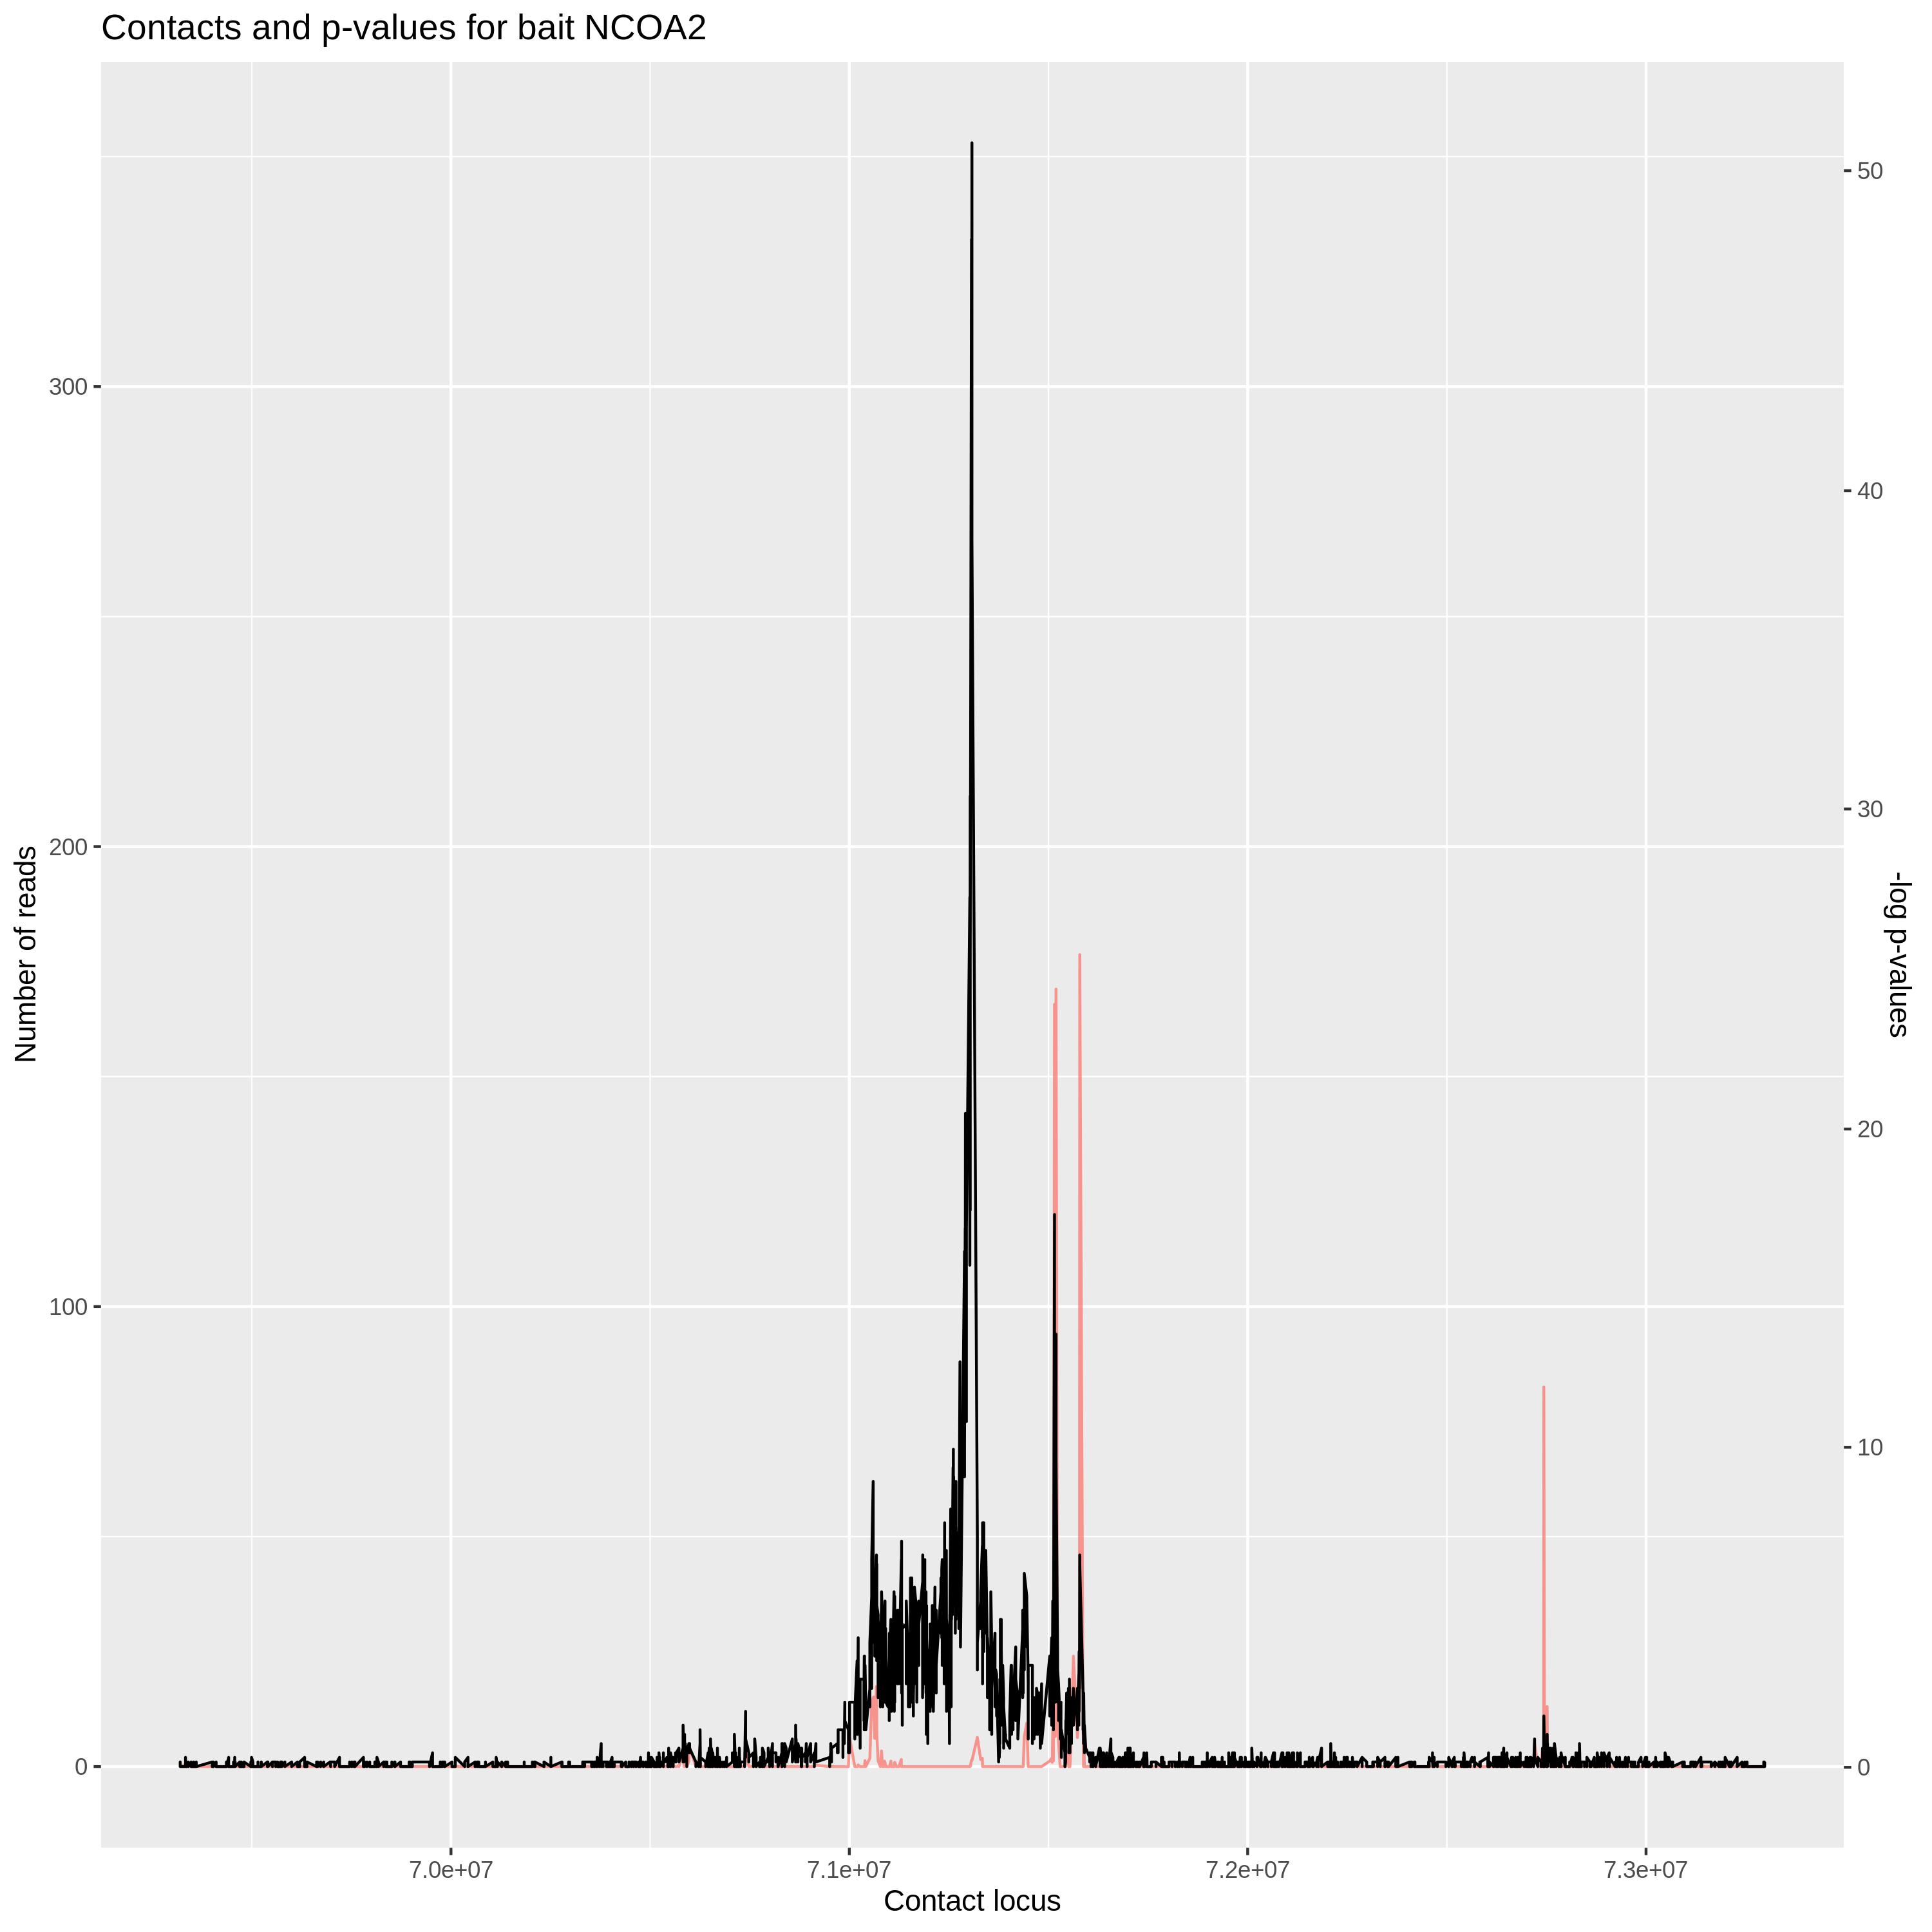 Contacts and p-values for bait NCOA2
Number of reads
300
200
100
0
50
40
30
20
10
0
-log p-values
7.0e+07 7.1e+07 7.2e+07 7.3e+07
Contact locus